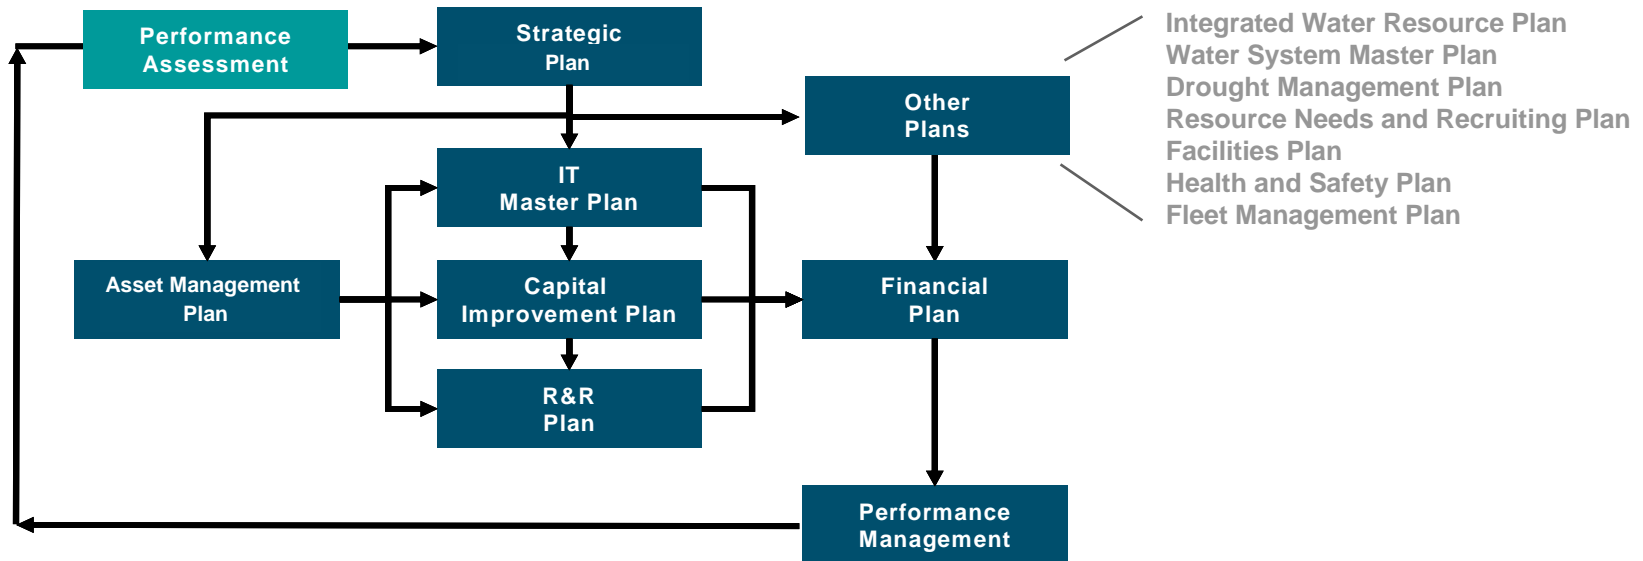 Performance
Assessment
Strategic
Plan
Other
Plans
Integrated Water Resource Plan
Water System Master Plan
Drought Management Plan
Resource Needs and Recruiting Plan
Facilities Plan
Health and Safety Plan
Fleet Management Plan
IT
Master Plan
Asset Management
Plan
Capital
Improvement Plan
Financial
Plan
R&R
Plan
Performance
Management